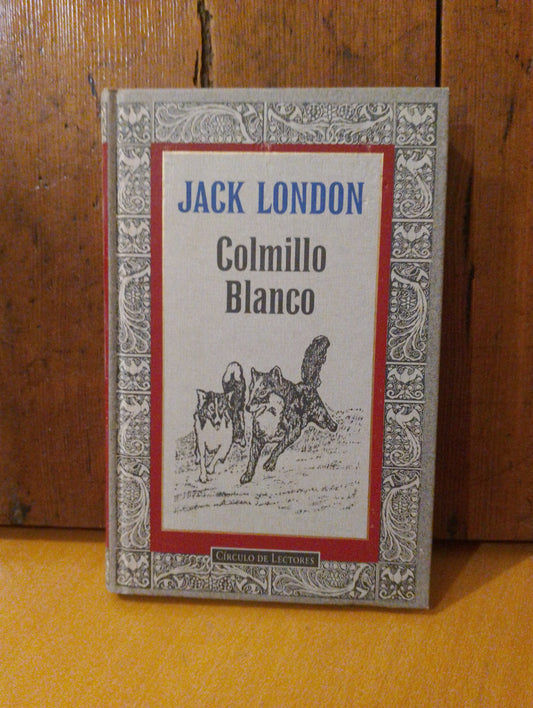 JACK LONDON
Colmillo
Blanco
CÍRCULO DE LECTORES